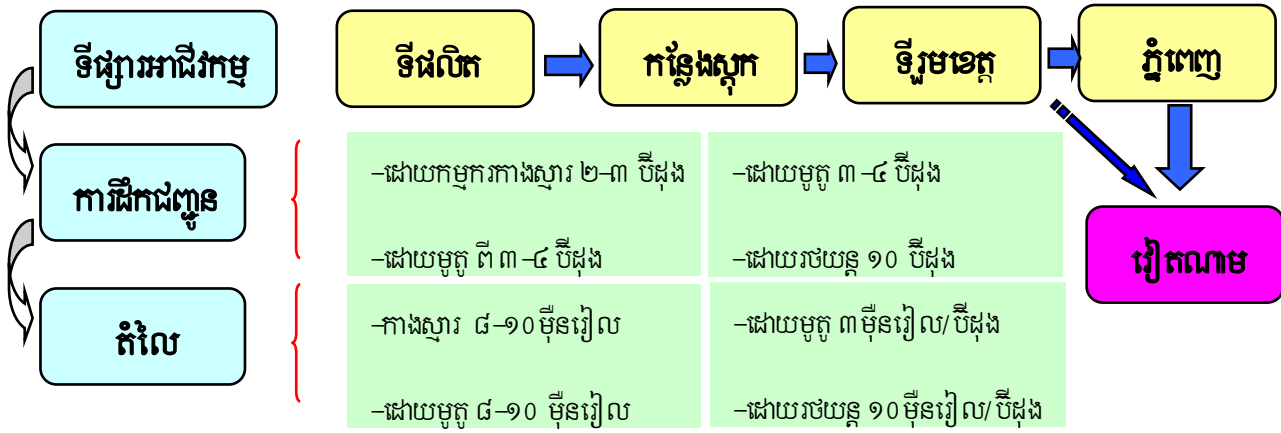 ទីផ្សារអាជីវកម្ម
ទីផលិត
កន្លែងស្តុក
ទីរួមខេត្ត
ភ្នំពេញ
ការដឹកជញ្ជូន
-ដោយកម្មករកាងស្មារ ២-៣ ប៊ីដុង
-ដោយមូតូ ៣-៤ ប៊ីដុង
-ដោយមូតូ ពី ៣-៤ ប៊ីដុង
-ដោយរថយន្ត ១០ ប៊ីដុង
វៀតណាម
តំលៃ
-កាងស្មារ ៨-១០ម៉ឺនរៀល
-ដោយមូតូ ៣ម៉ឺនរៀល/ប៊ីដុង
-ដោយមូតូ ៨-១០ ម៉ឺនរៀល
-ដោយរថយន្ត ១០ម៉ឺនរៀល/ប៊ីដុង